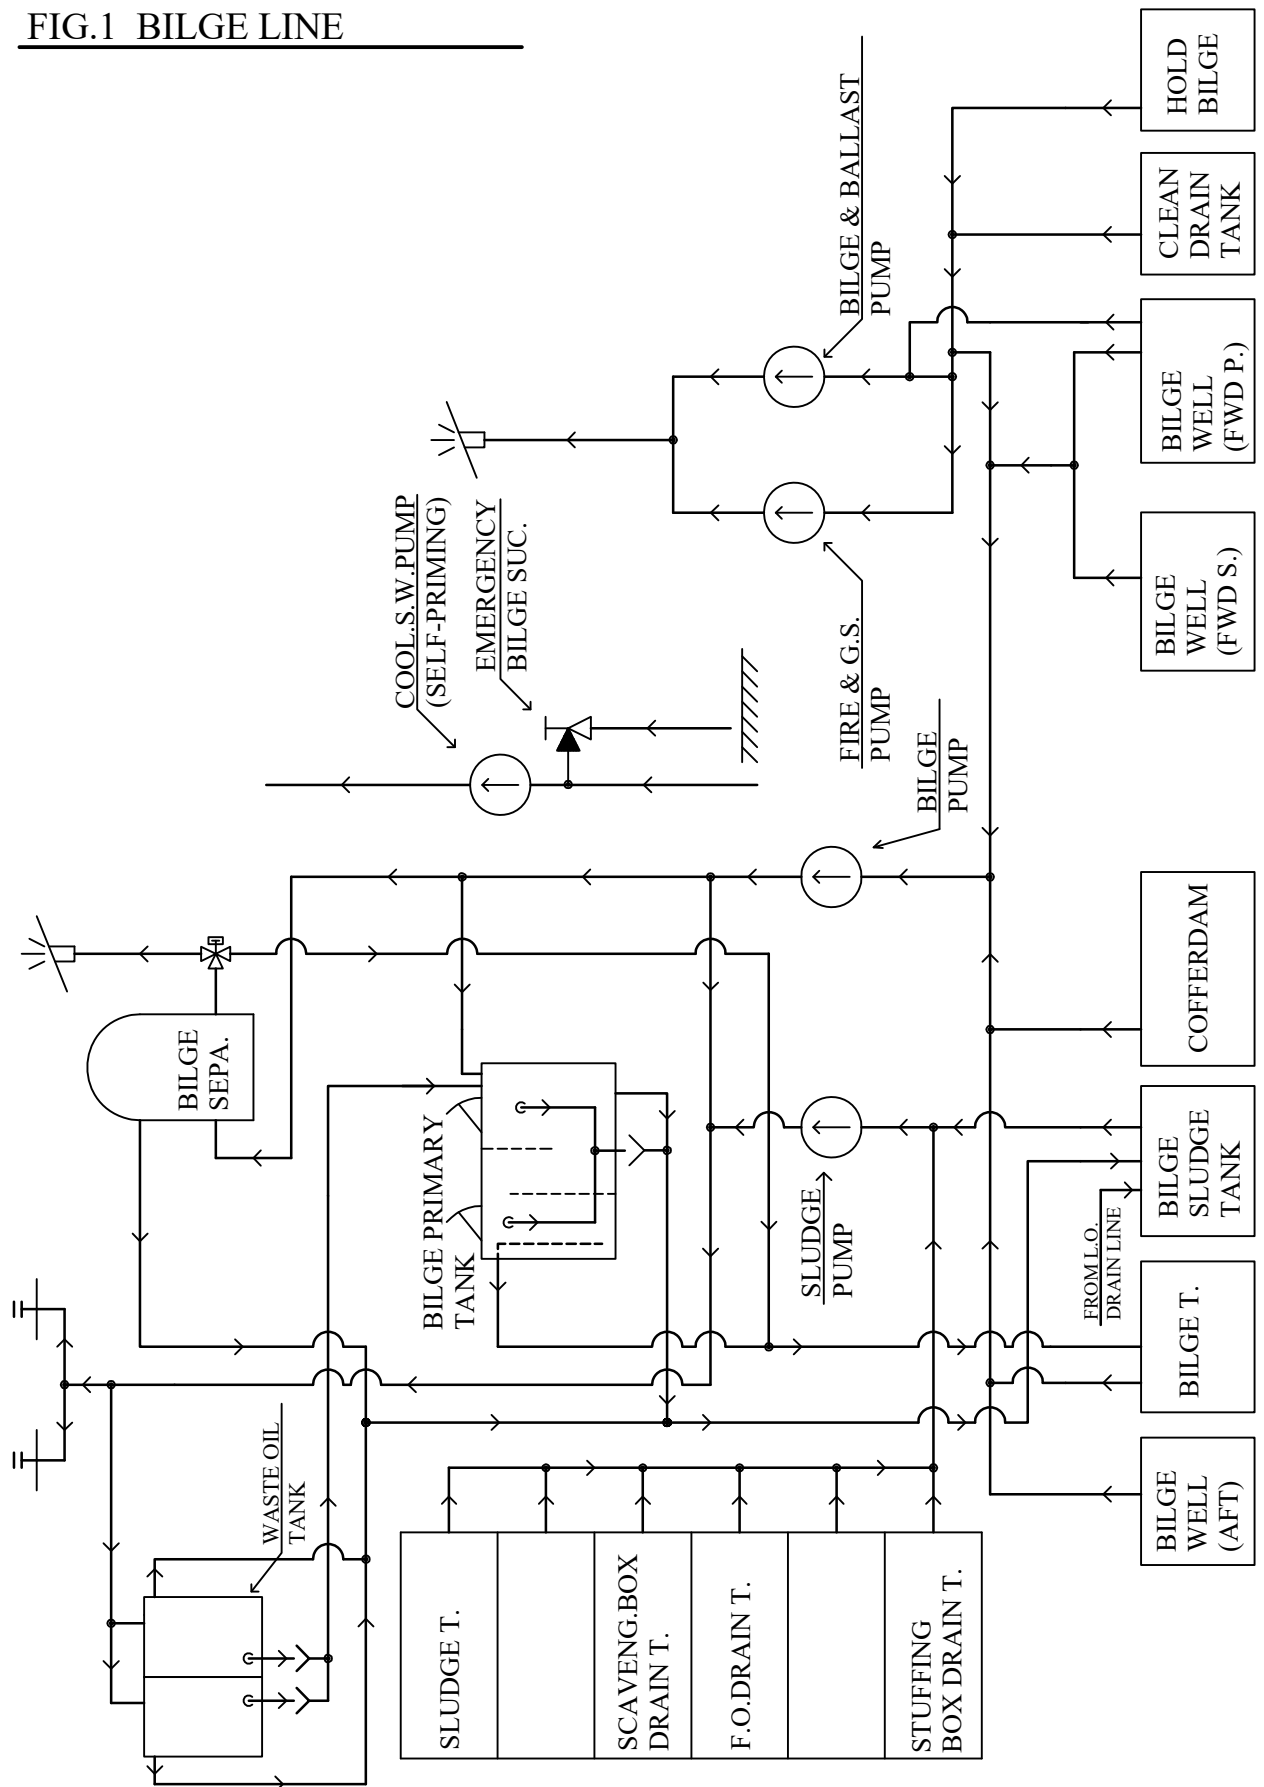 FIG.1 BILGE LINE
HOLD
BILGE
CLEAN
DRAIN
TANK
BILGE
WELL
(FWD P.)
BILGE
WELL
(FWD S.)
COFFERDAM
BILGE
SLUDGE
TANK
BILGE T.
BILGE
WELL
(AFT)
BILGE & BALLAST
PUMP
FIRE & G.S.
PUMP
COOL.S.W.PUMP
(SELF-PRIMING)
EMERGENCY
BILGE SUC.
BILGE
PUMP
BILGE
SEPA.
BILGE PRIMARY
TANK
SLUDGE
PUMP
FROM L.O.
DRAIN LINE
WASTE OIL
TANK
SLUDGE T.
SCAVENG.BOX
DRAIN T.
F.O.DRAIN T.
STUFFING
BOX DRAIN T.